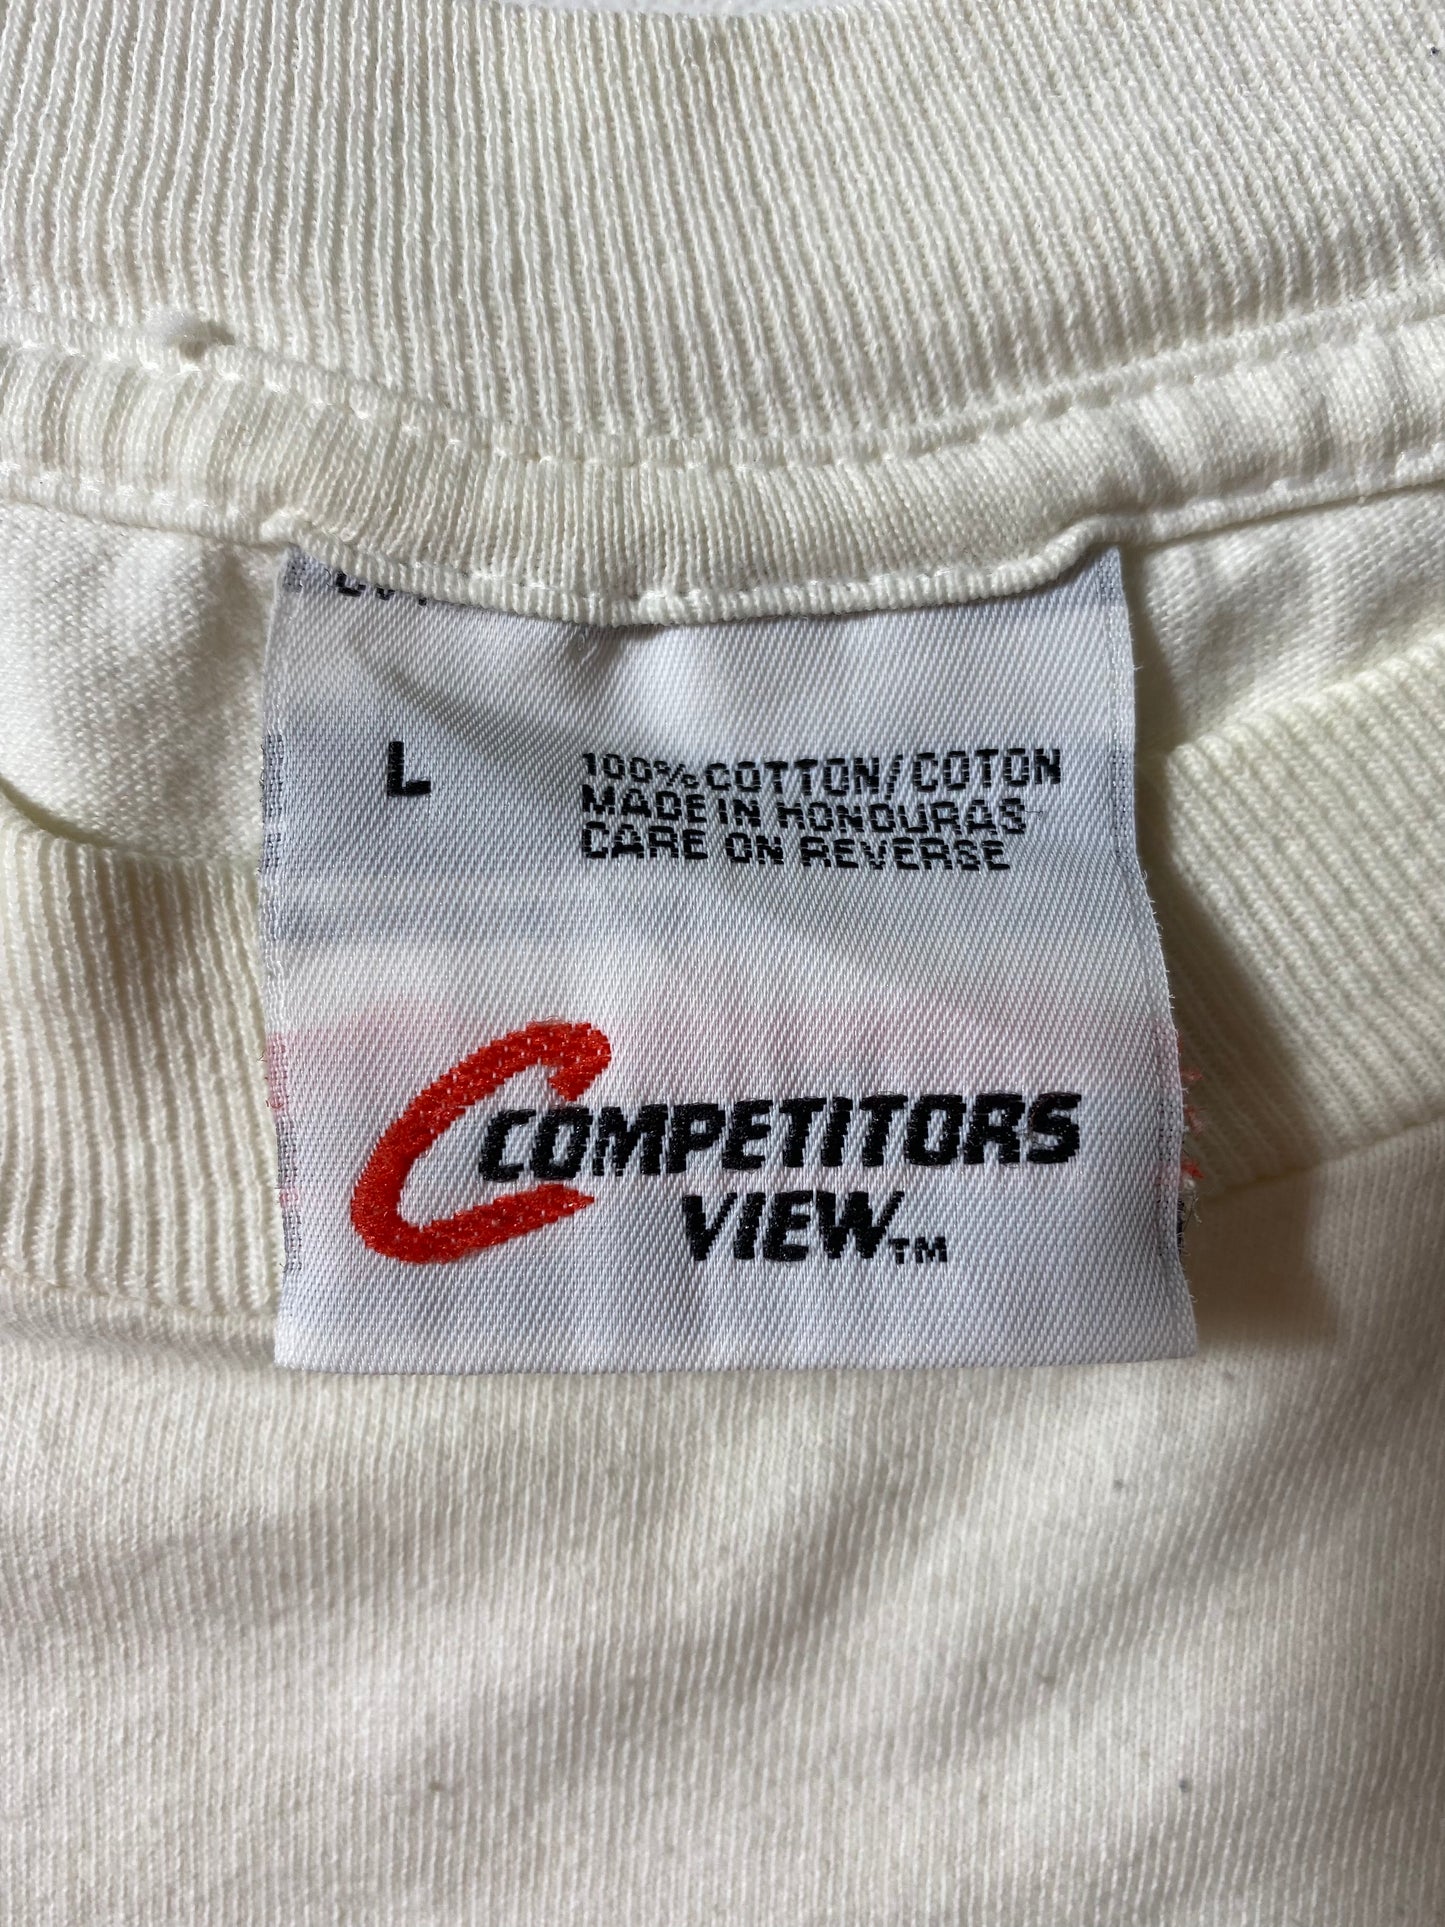 L
100% COTTON/COTON
MADE IN HONDURAS
CARE ON REVERSE
COMPETITORS
VIEW™